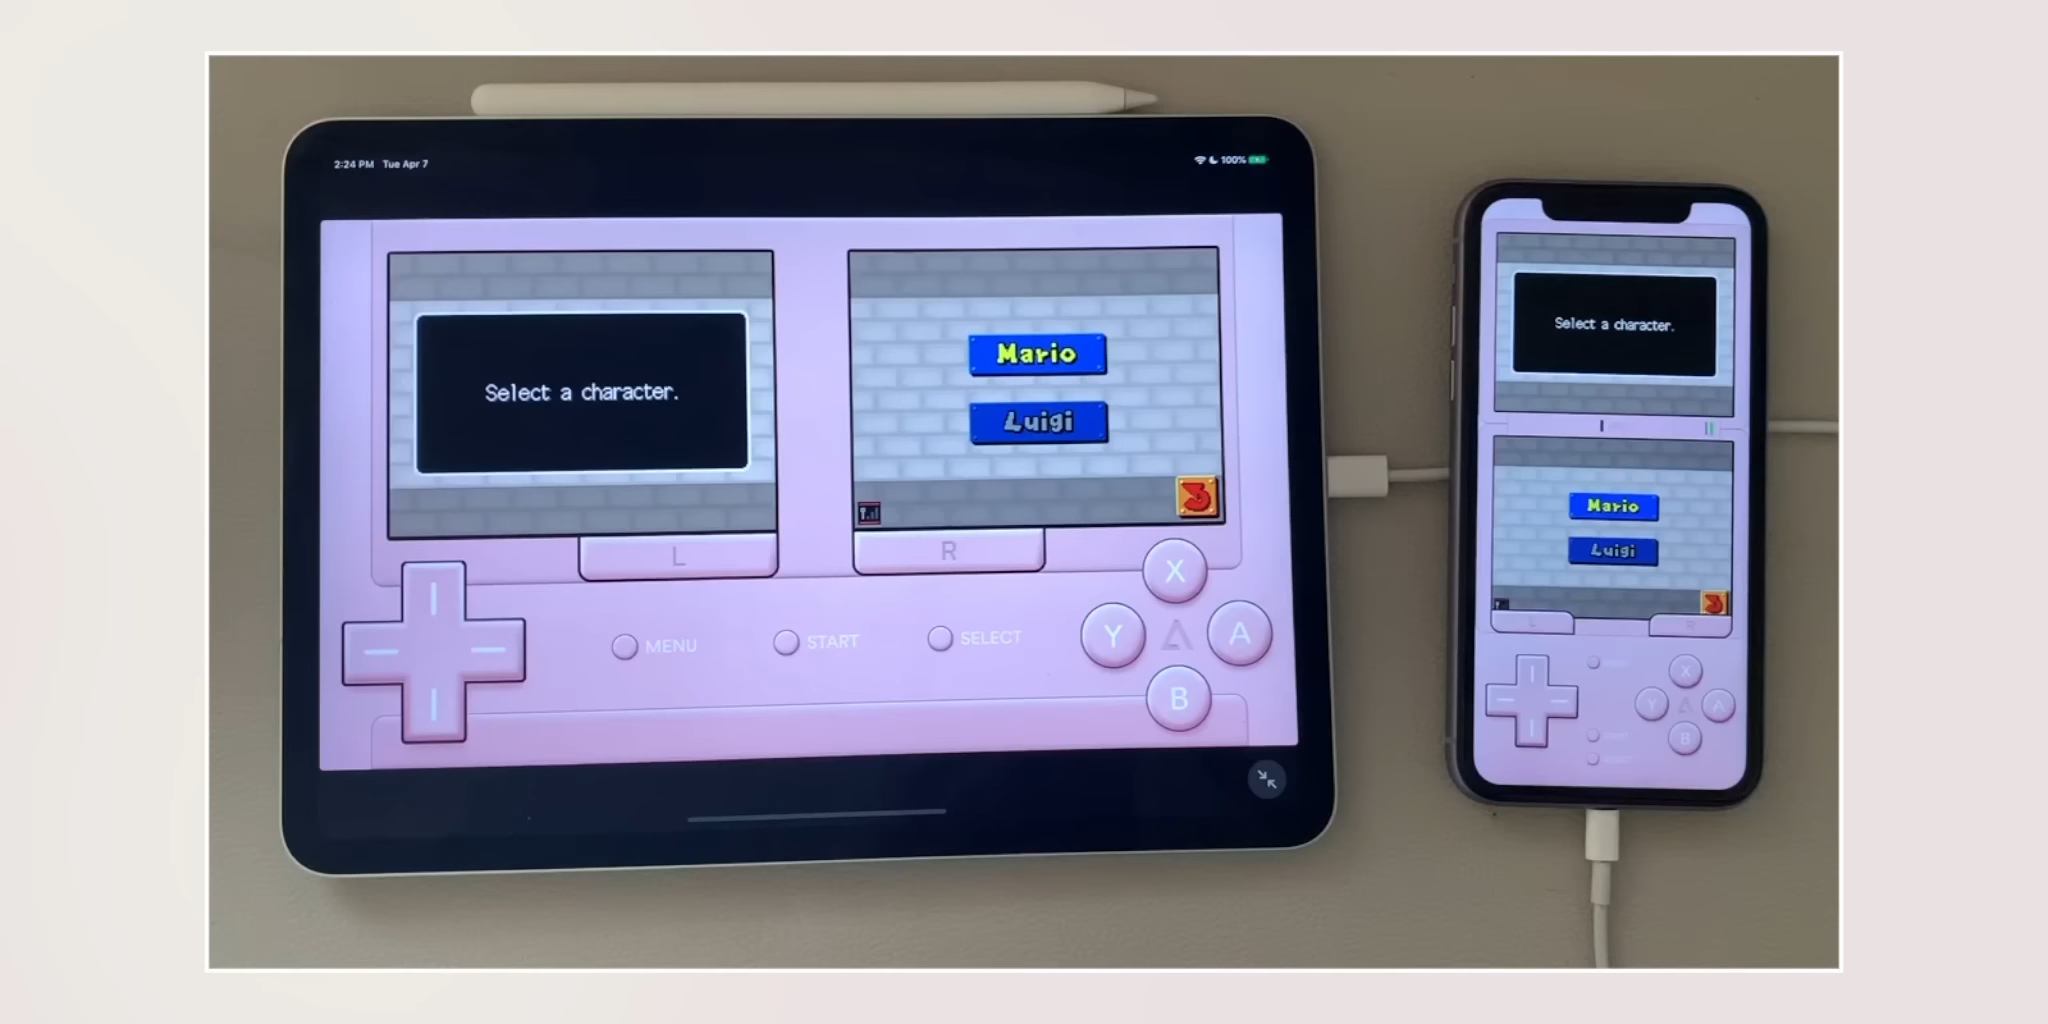 2:24 PM Tue Apr 7
100%
Select a character.
Mario
Luigi
L
R
MENU
START
SELECT
X
Y
A
B
Select a character.
Mario
Luigi
L
R
X
Y
A
B